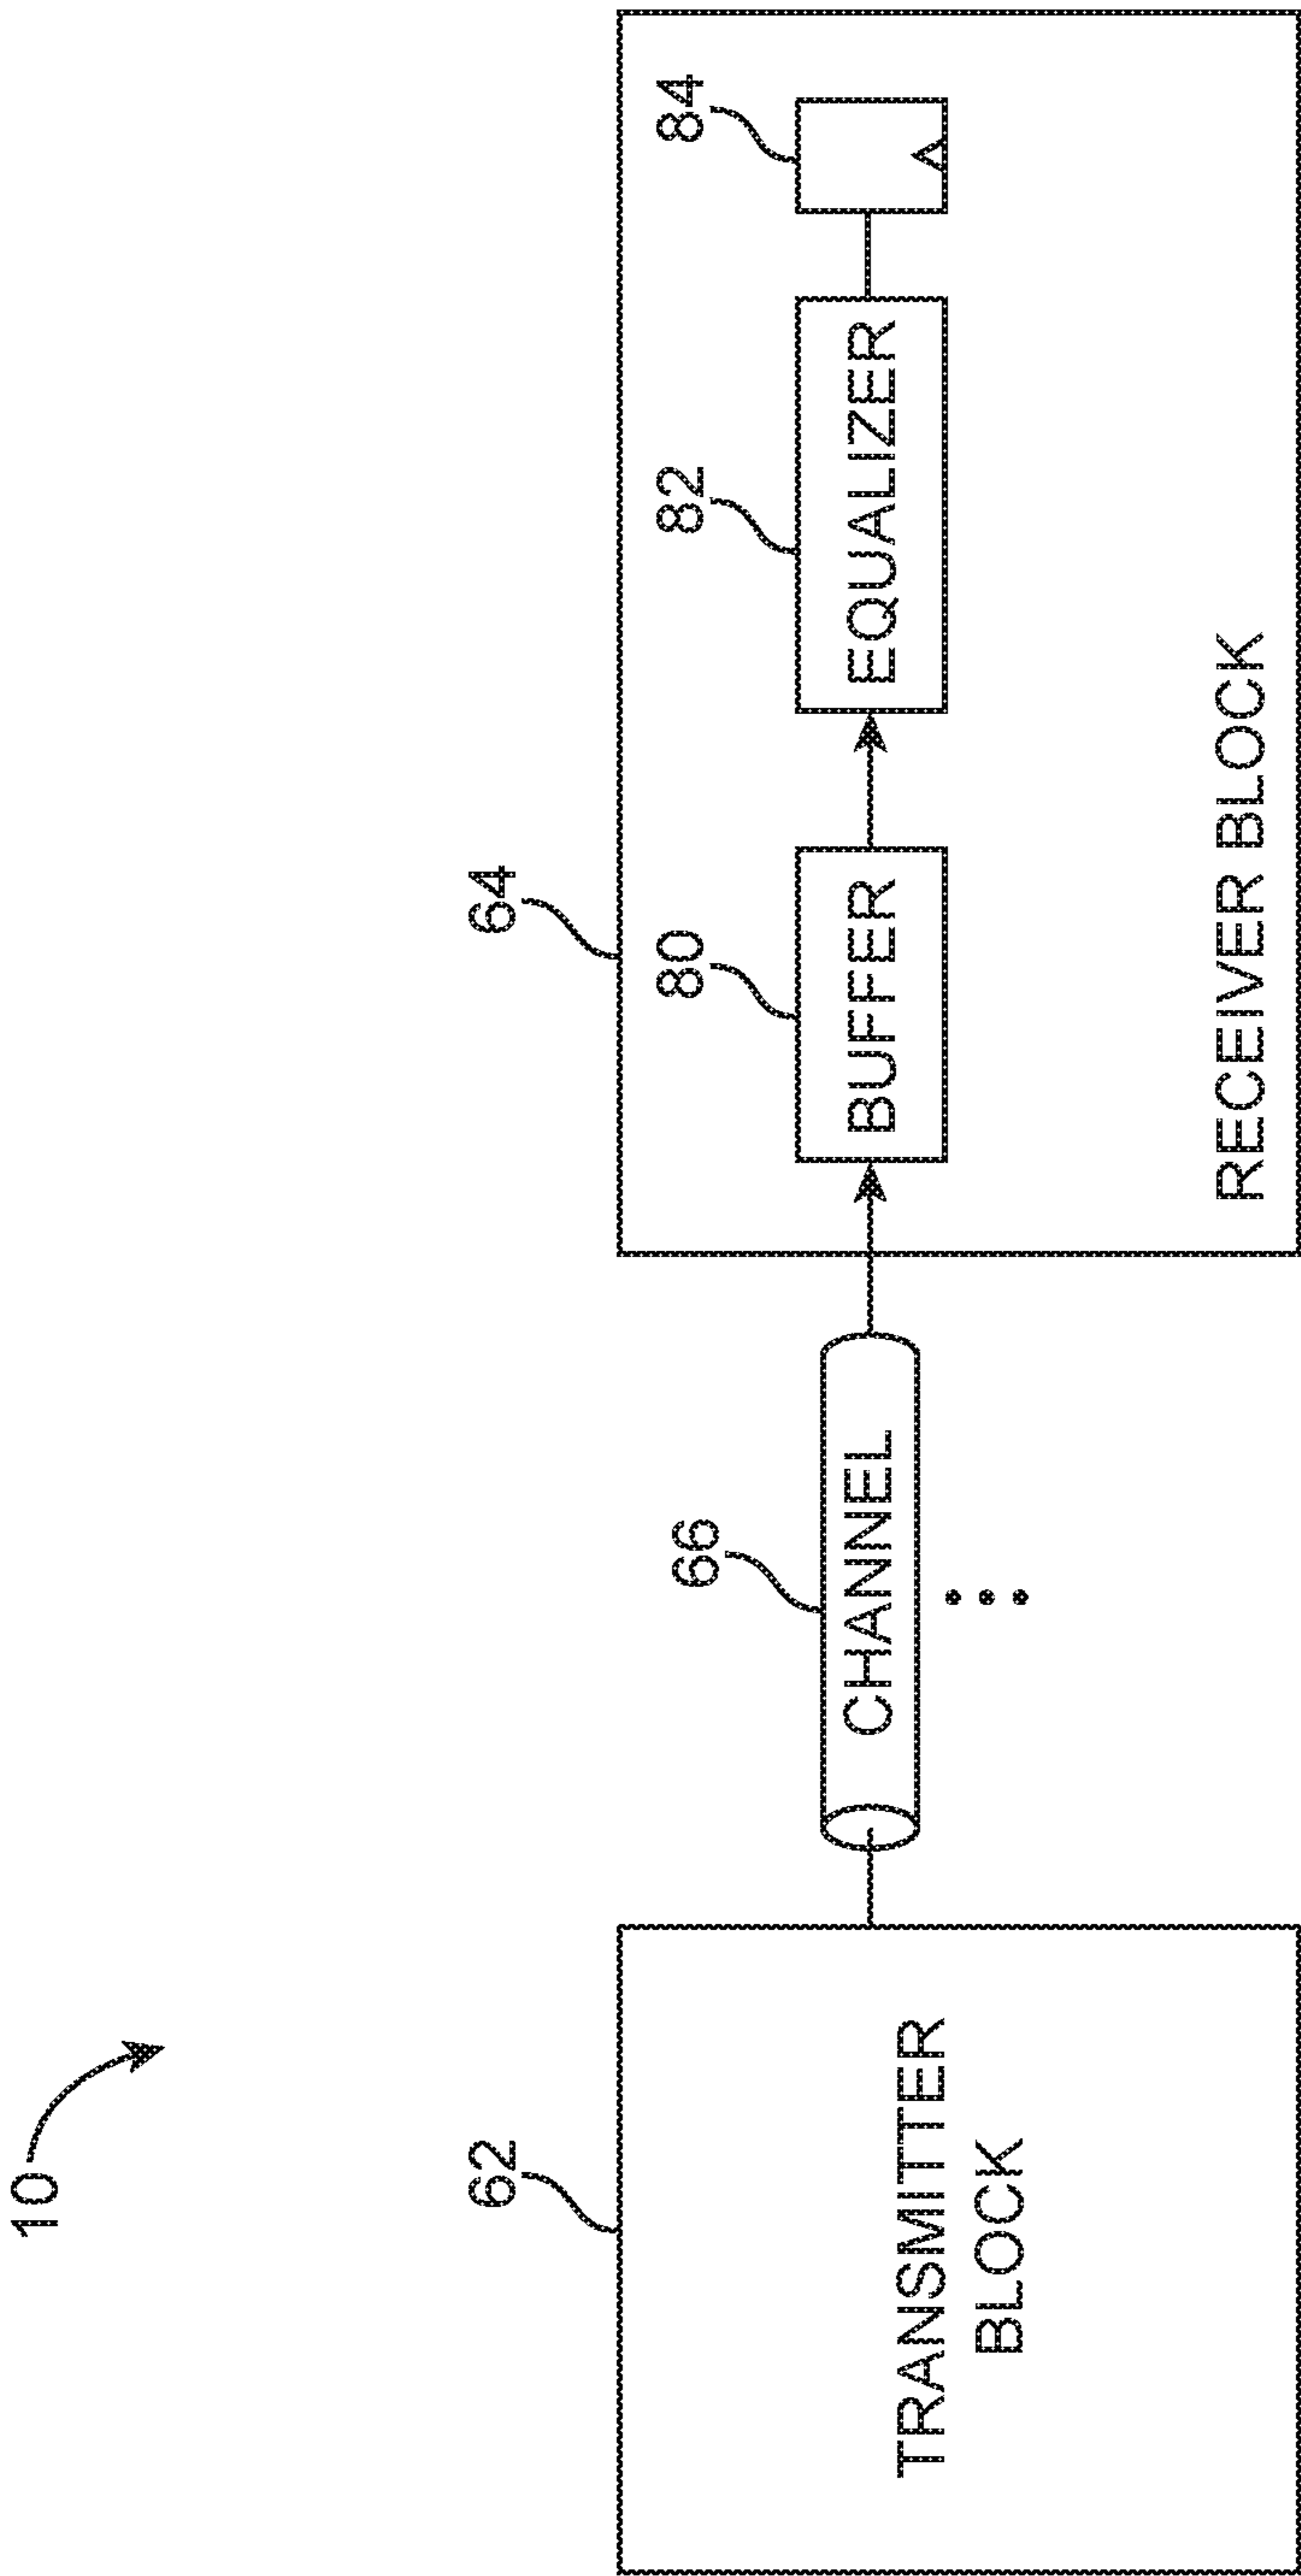 10
62
TRANSMITTER
BLOCK
66
CHANNEL
64
80
BUFFER
82
EQUALIZER
84
RECEIVER BLOCK